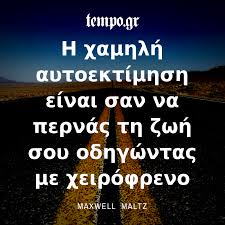 tempo.gr
Η χαμηλή
αυτοεκτίμηση
είναι σαν να
περνάς τη ζωή
σου οδηγώντας
με χειρόφρενο
MAXWELL MALTZ